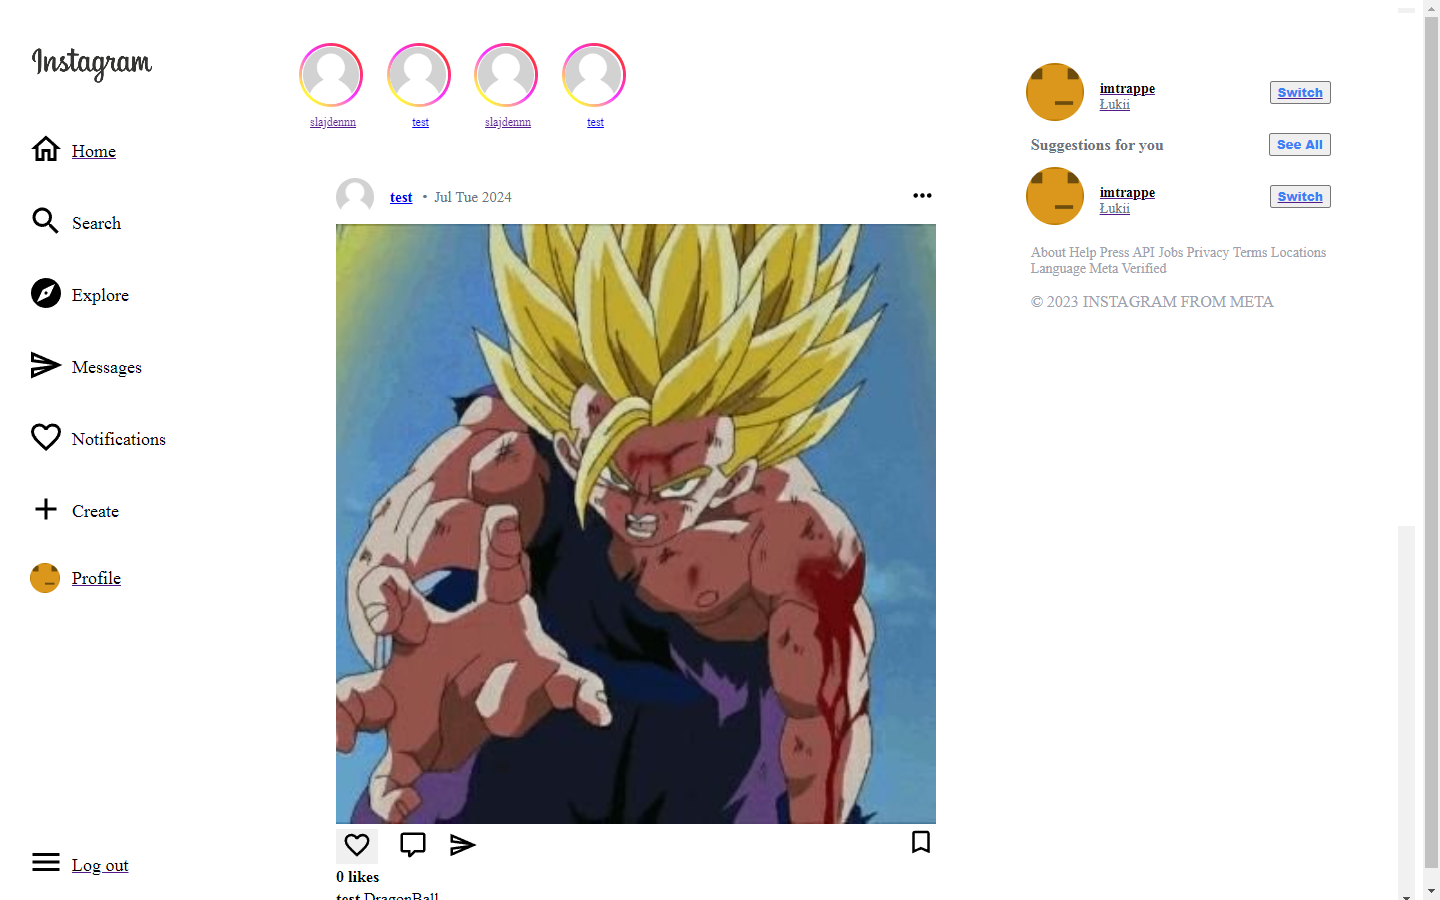 Instagram
Home
Search
Explore
Messages
Notifications
Create
Profile
Log out
slajdennn
test
slajdennn
test
test • Jul Tue 2024
0 likes
test DragonBall
imtrappe
Łukii
Switch
Suggestions for you
See All
imtrappe
Łukii
Switch
About Help Press API Jobs Privacy Terms Locations
Language Meta Verified
© 2023 INSTAGRAM FROM META